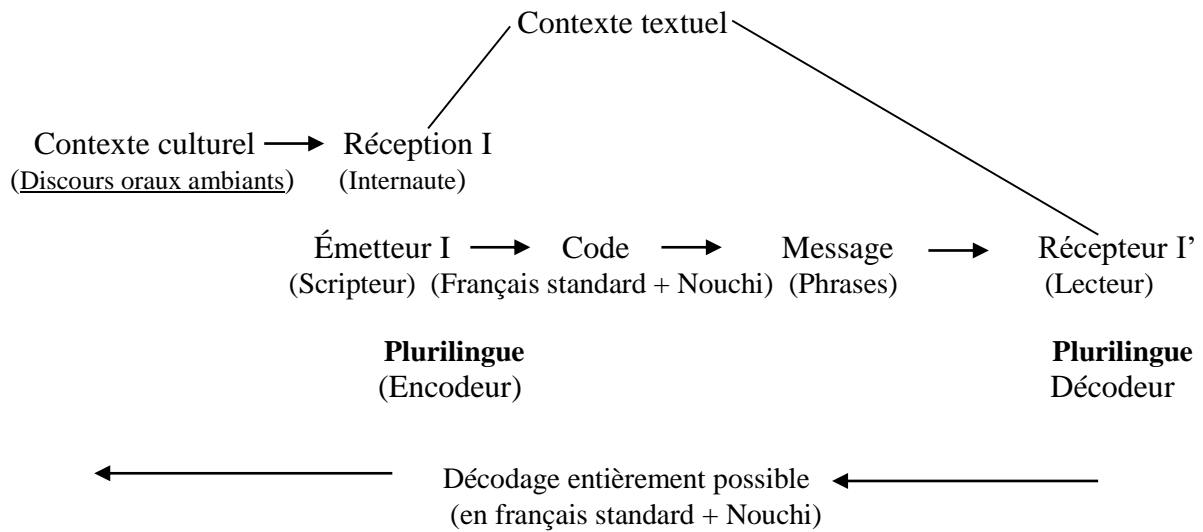 Contexte textuel
Contexte culturel Réception I
(Discours oraux ambiants) (Internaute)
Émetteur I Code Message Récepteur I’
(Scripteur) (Français standard + Nouchi) (Phrases) (Lecteur)
Plurilingue Plurilingue
(Encodeur) Décodeur
Décodage entièrement possible
(en français standard + Nouchi)